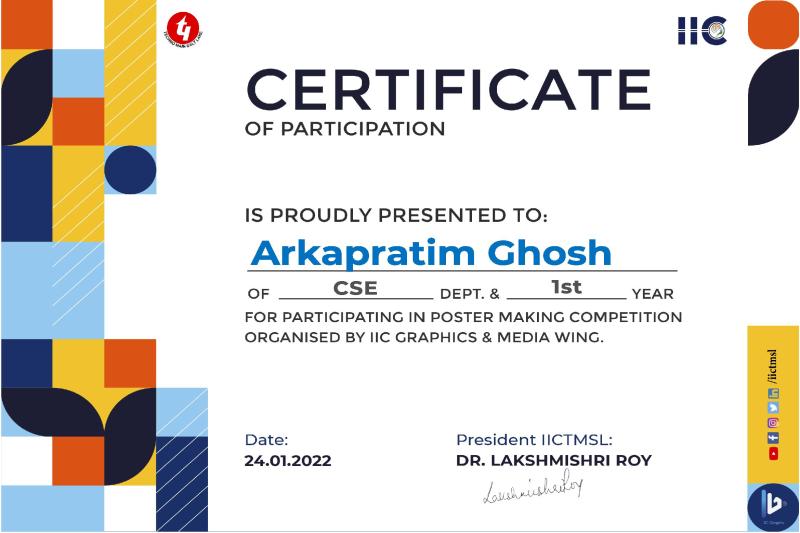 IIC
CERTIFICATE
OF PARTICIPATION
IS PROUDLY PRESENTED TO:
Arkapratim Ghosh
OF CSE DEPT. & 1st YEAR
FOR PARTICIPATING IN POSTER MAKING COMPETITION
ORGANISED BY IIC GRAPHICS & MEDIA WING.
Date:
24.01.2022
President IICTMSL:
DR. LAKSHMISHRI ROY
Lakshmishri Roy
/iictmsl